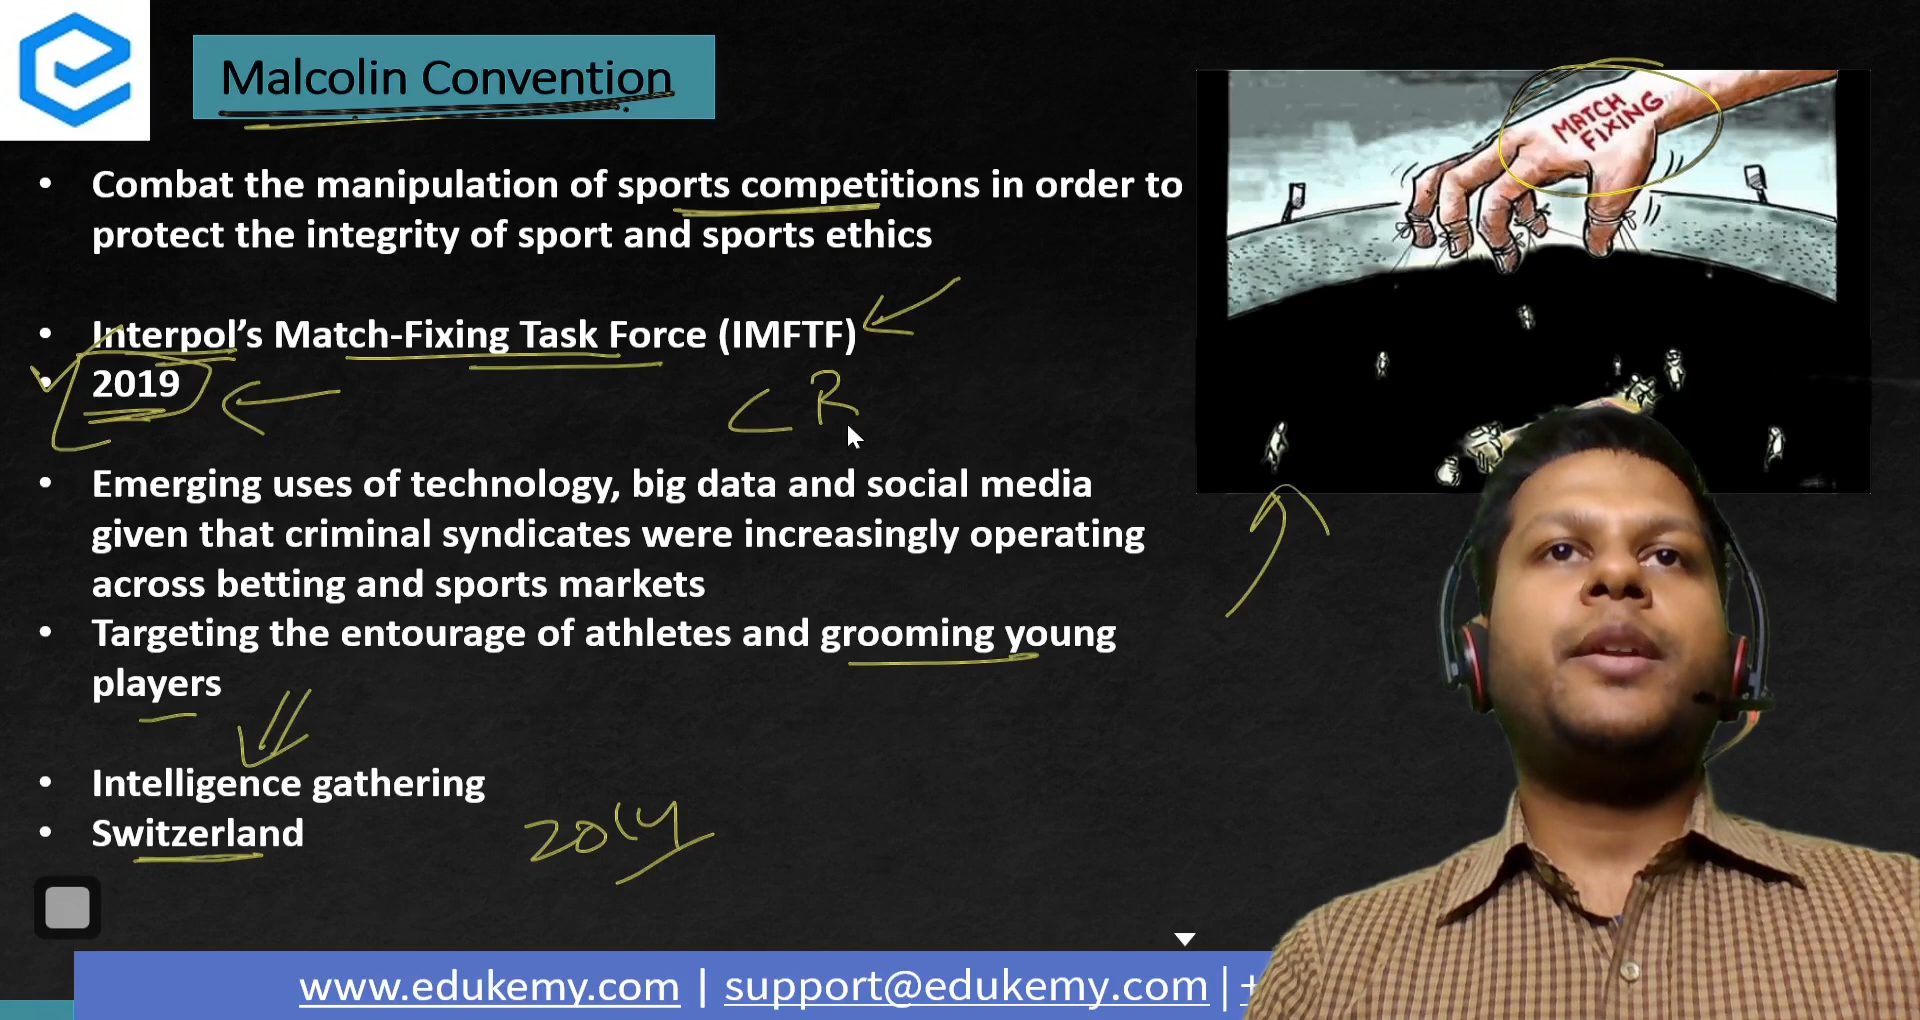 Malcolin Convention
MATCH
FIXING
• Combat the manipulation of sports competitions in order to
protect the integrity of sport and sports ethics
• Interpol’s Match-Fixing Task Force (IMFTF)
• 2019
C R
• Emerging uses of technology, big data and social media
given that criminal syndicates were increasingly operating
across betting and sports markets
• Targeting the entourage of athletes and grooming young
players
• Intelligence gathering
• Switzerland
2014
www.edukemy.com | support@edukemy.com | +